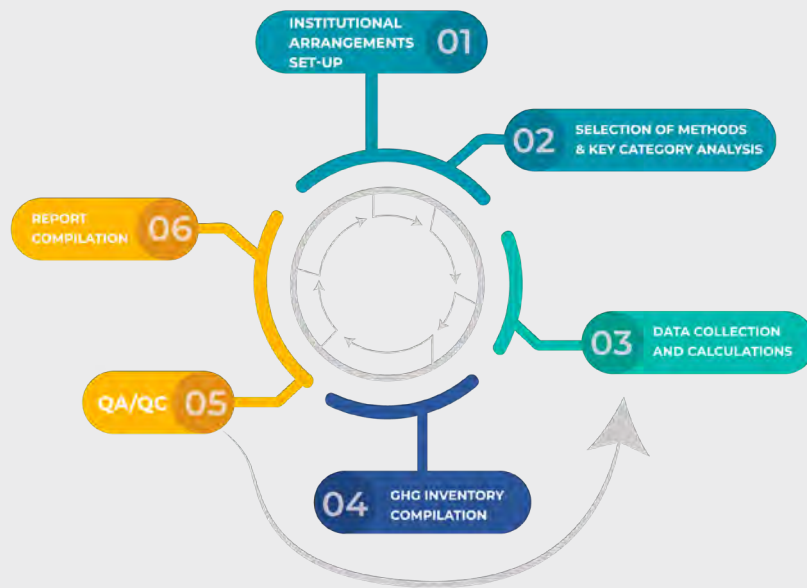 INSTITUTIONAL
ARRANGEMENTS
SET-UP
01
02
SELECTION OF METHODS
& KEY CATEGORY ANALYSIS
03
DATA COLLECTION
AND CALCULATIONS
04
GHG INVENTORY
COMPILATION
QA/QC
05
REPORT
COMPILATION
06